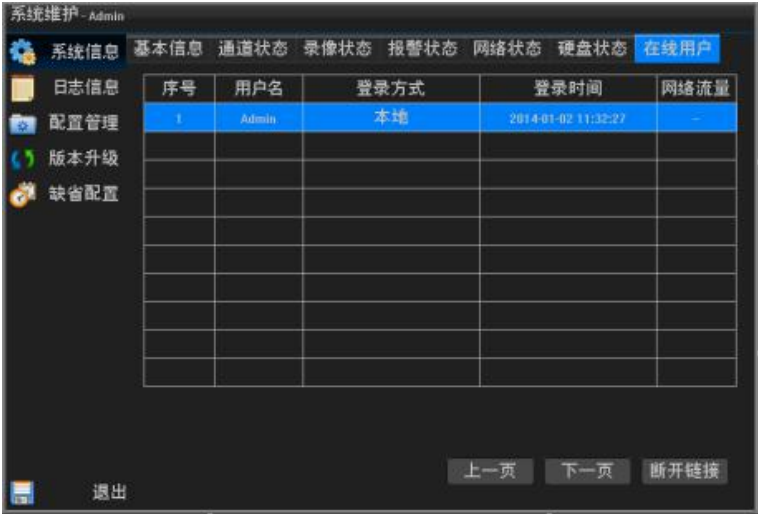 系统维护-Admin
系统信息 基本信息 通道状态 录像状态 报警状态 网络状态 硬盘状态 在线用户
日志信息 序号 用户名 登录方式 登录时间 网络流量
配置管理 1 Admin 本地 2014-01-02 11:32:27 --
版本升级
缺省配置
上一页 下一页 断开链接
退出